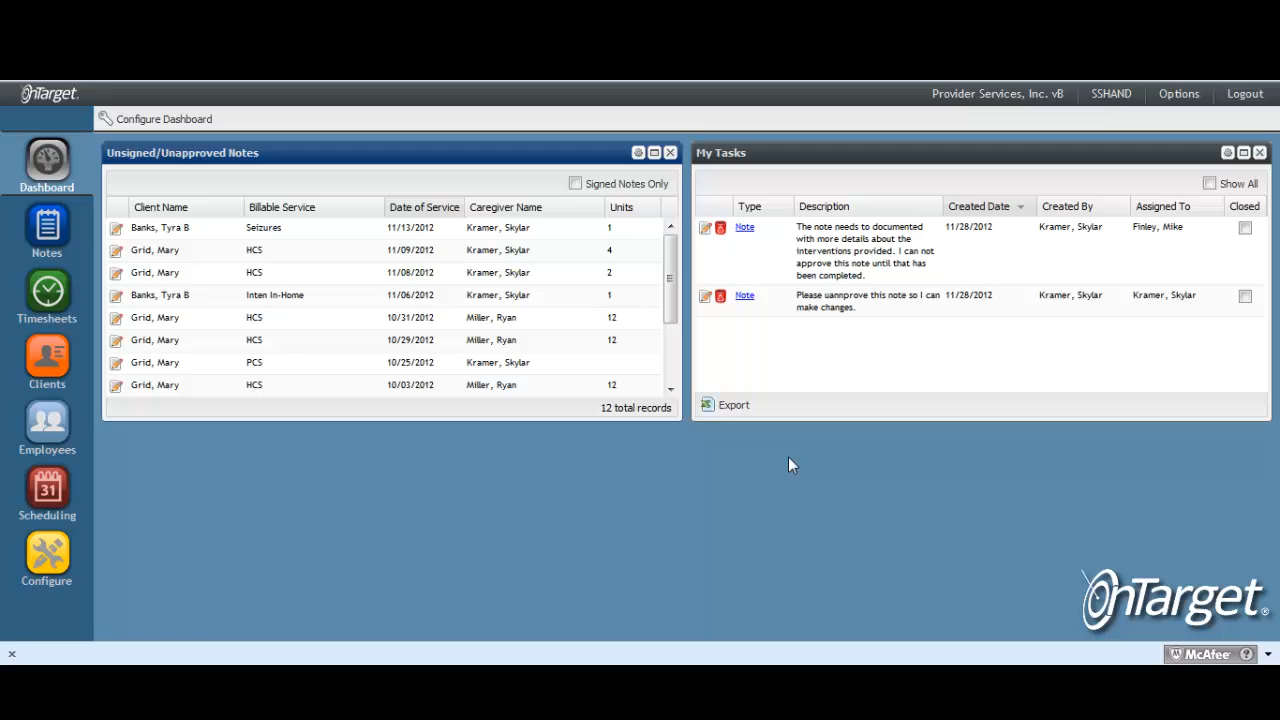 OnTarget.
Provider Services, Inc. vB SSHAND Options Logout
Configure Dashboard
Dashboard
Notes
Timesheets
Clients
Employees
31
Scheduling
Configure
Unsigned/Unapproved Notes
Signed Notes Only
Client Name Billable Service Date of Service Caregiver Name Units
Banks, Tyra B Seizures 11/13/2012 Kramer, Skylar 1
Grid, Mary HCS 11/09/2012 Kramer, Skylar 4
Grid, Mary HCS 11/08/2012 Kramer, Skylar 2
Banks, Tyra B Inten In-Home 11/06/2012 Kramer, Skylar 1
Grid, Mary HCS 10/31/2012 Miller, Ryan 12
Grid, Mary HCS 10/29/2012 Miller, Ryan 12
Grid, Mary PCS 10/25/2012 Kramer, Skylar
Grid, Mary HCS 10/03/2012 Miller, Ryan 12
12 total records
My Tasks
Show All
Type Description Created Date Created By Assigned To Closed
Note The note needs to documented 11/28/2012 Kramer, Skylar Finley, Mike
with more details about the
interventions provided. I can not
approve this note until that has
been completed.
Note Please uannprove this note so I can 11/28/2012 Kramer, Skylar Kramer, Skylar
make changes.
Export
OnTarget®
x
McAfee ?